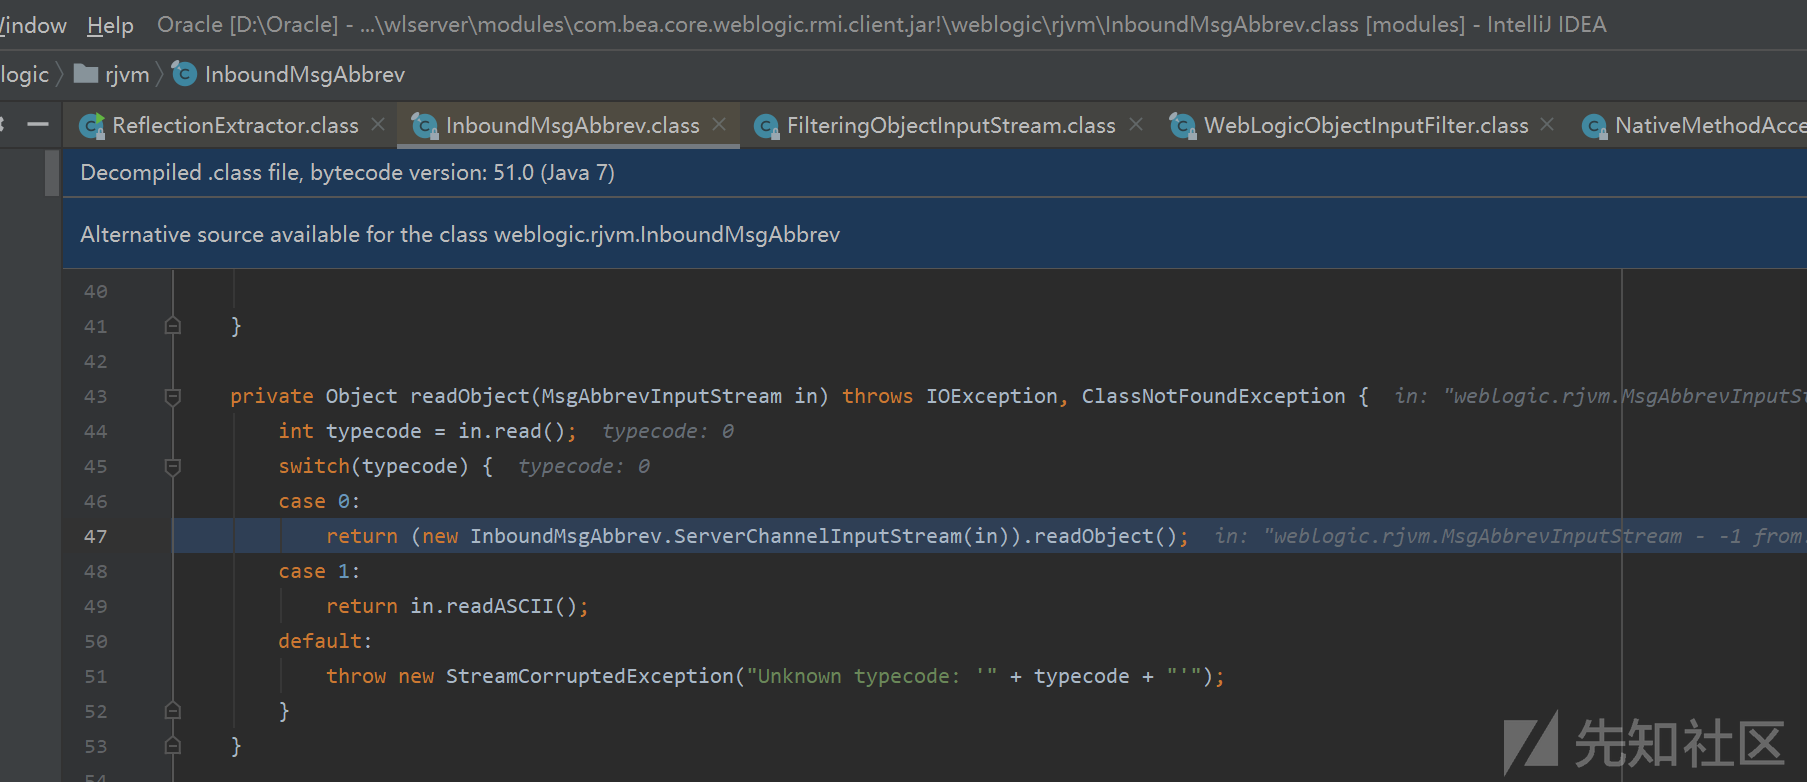 Window Help Oracle [D:\Oracle] - ...\wlserver\modules\com.bea.core.weblogic.rmi.client.jar!\weblogic\rjvm\InboundMsgAbbrev.class [modules] - IntelliJ IDEA
logic rjvm InboundMsgAbbrev
ReflectionExtractor.class InboundMsgAbbrev.class FilteringObjectInputStream.class WebLogicObjectInputFilter.class NativeMethodAcce
Decompiled .class file, bytecode version: 51.0 (Java 7)
Alternative source available for the class weblogic.rjvm.InboundMsgAbbrev
40
41 }
42
43 private Object readObject(MsgAbbrevInputStream in) throws IOException, ClassNotFoundException { in: "weblogic.rjvm.MsgAbbrevInputSt
44 int typecode = in.read(); typecode: 0
45 switch(typecode) { typecode: 0
46 case 0:
47 return (new InboundMsgAbbrev.ServerChannelInputStream(in)).readObject(); in: "weblogic.rjvm.MsgAbbrevInputStream - -1 from:
48 case 1:
49 return in.readASCII();
50 default:
51 throw new StreamCorruptedException("Unknown typecode: '" + typecode + "'");
52 }
53 }
54
先知社区